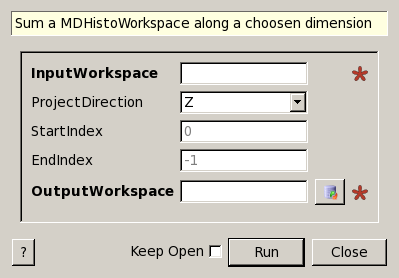 Sum a MDHistoWorkspace along a choosen dimension
InputWorkspace *
ProjectDirection Z
StartIndex 0
EndIndex -1
OutputWorkspace *
? Keep Open Run Close